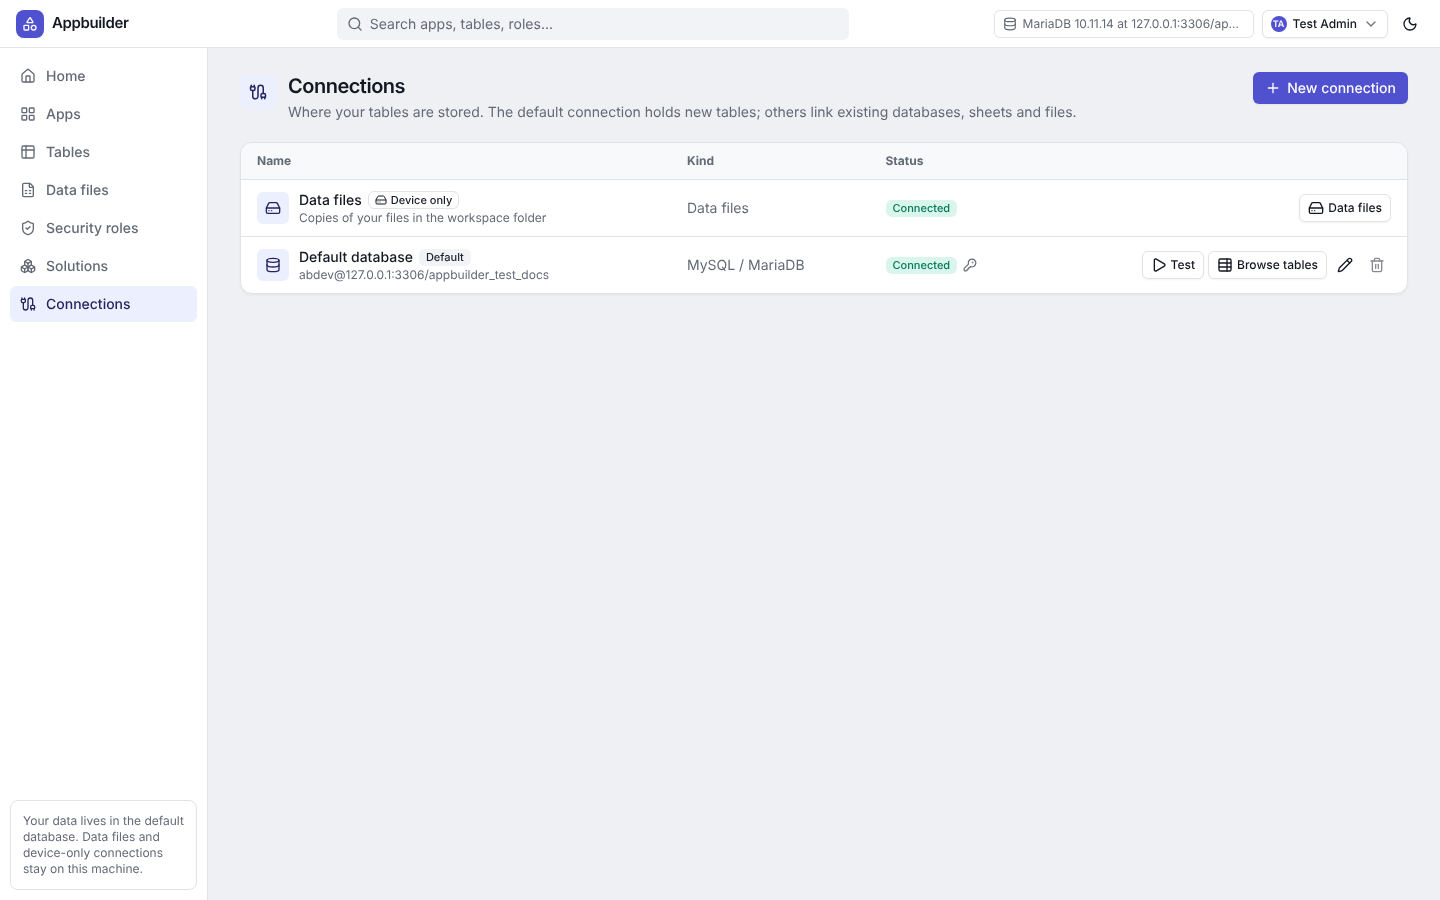 Appbuilder
Search apps, tables, roles...
MariaDB 10.11.14 at 127.0.0.1:3306/ap...
TA Test Admin
Home
Apps
Tables
Data files
Security roles
Solutions
Connections
Your data lives in the default
database. Data files and
device-only connections
stay on this machine.
Connections
Where your tables are stored. The default connection holds new tables; others link existing databases, sheets and files.
New connection
Name Kind Status
Data files Device only
Copies of your files in the workspace folder
Data files Connected Data files
Default database Default
abdev@127.0.0.1:3306/appbuilder_test_docs
MySQL / MariaDB Connected Test Browse tables